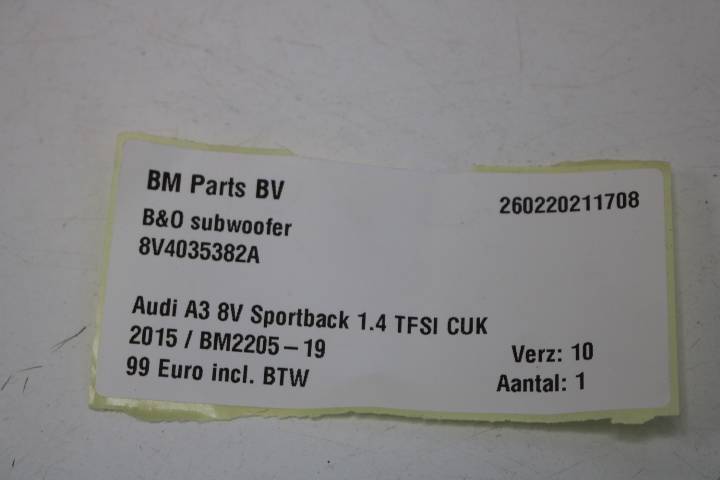 BM Parts BV
260220211708
B&O subwoofer
8V4035382A
Audi A3 8V Sportback 1.4 TFSI CUK
2015 / BM2205-19
Verz: 10
99 Euro incl. BTW
Aantal: 1